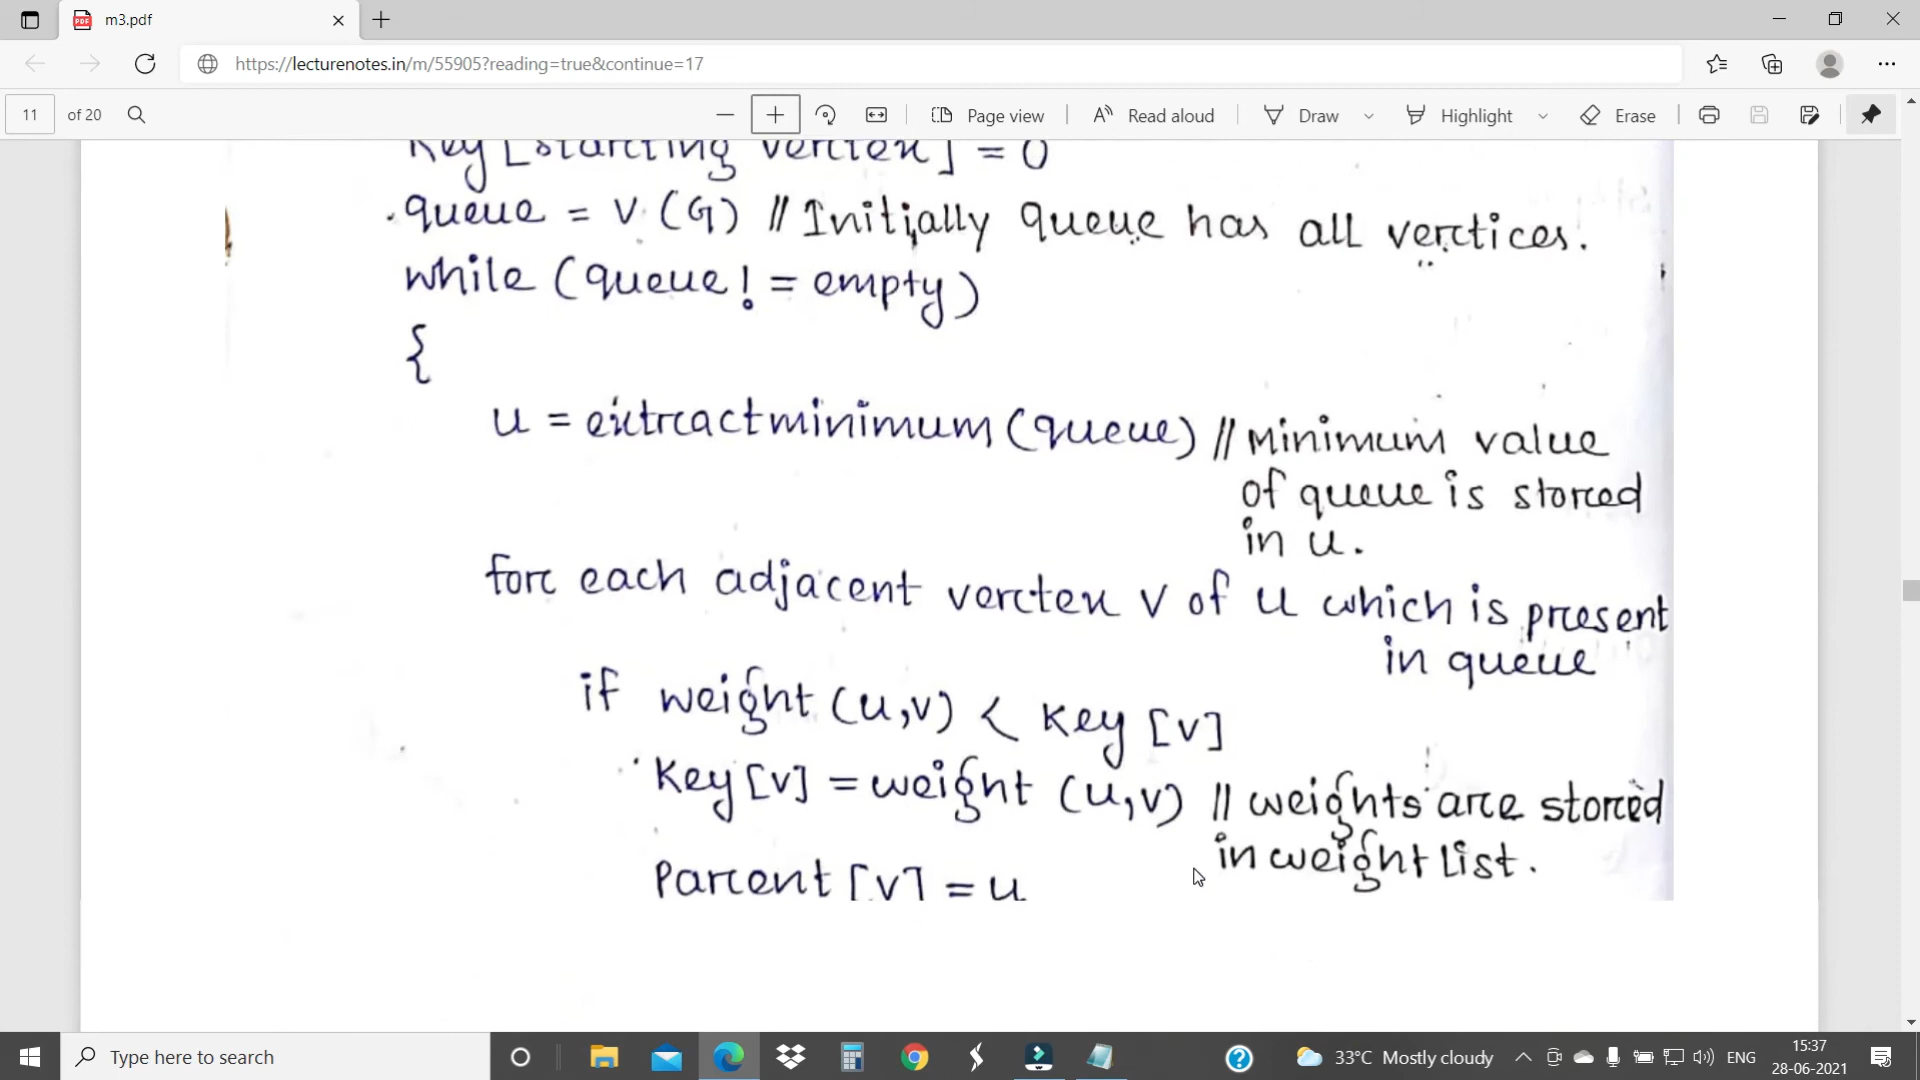 m3.pdf
https://lecturenotes.in/m/55905?reading=true&continue=17
11 of 20 Page view Read aloud Draw Highlight Erase
Key [starting vertex] = 0
queue = V (G) // Initially queue has all vertices.
while (queue != empty)
{
u = extractminimum (queue) // Minimum value
of queue is stored
in u.
for each adjacent vertex v of u which is present
in queue
if weight (u,v) < Key [v]
Key [v] = weight (u,v) // weights are stored
in weight list.
Parent [v] = u
Type here to search
33°C Mostly cloudy
ENG
15:37
28-06-2021